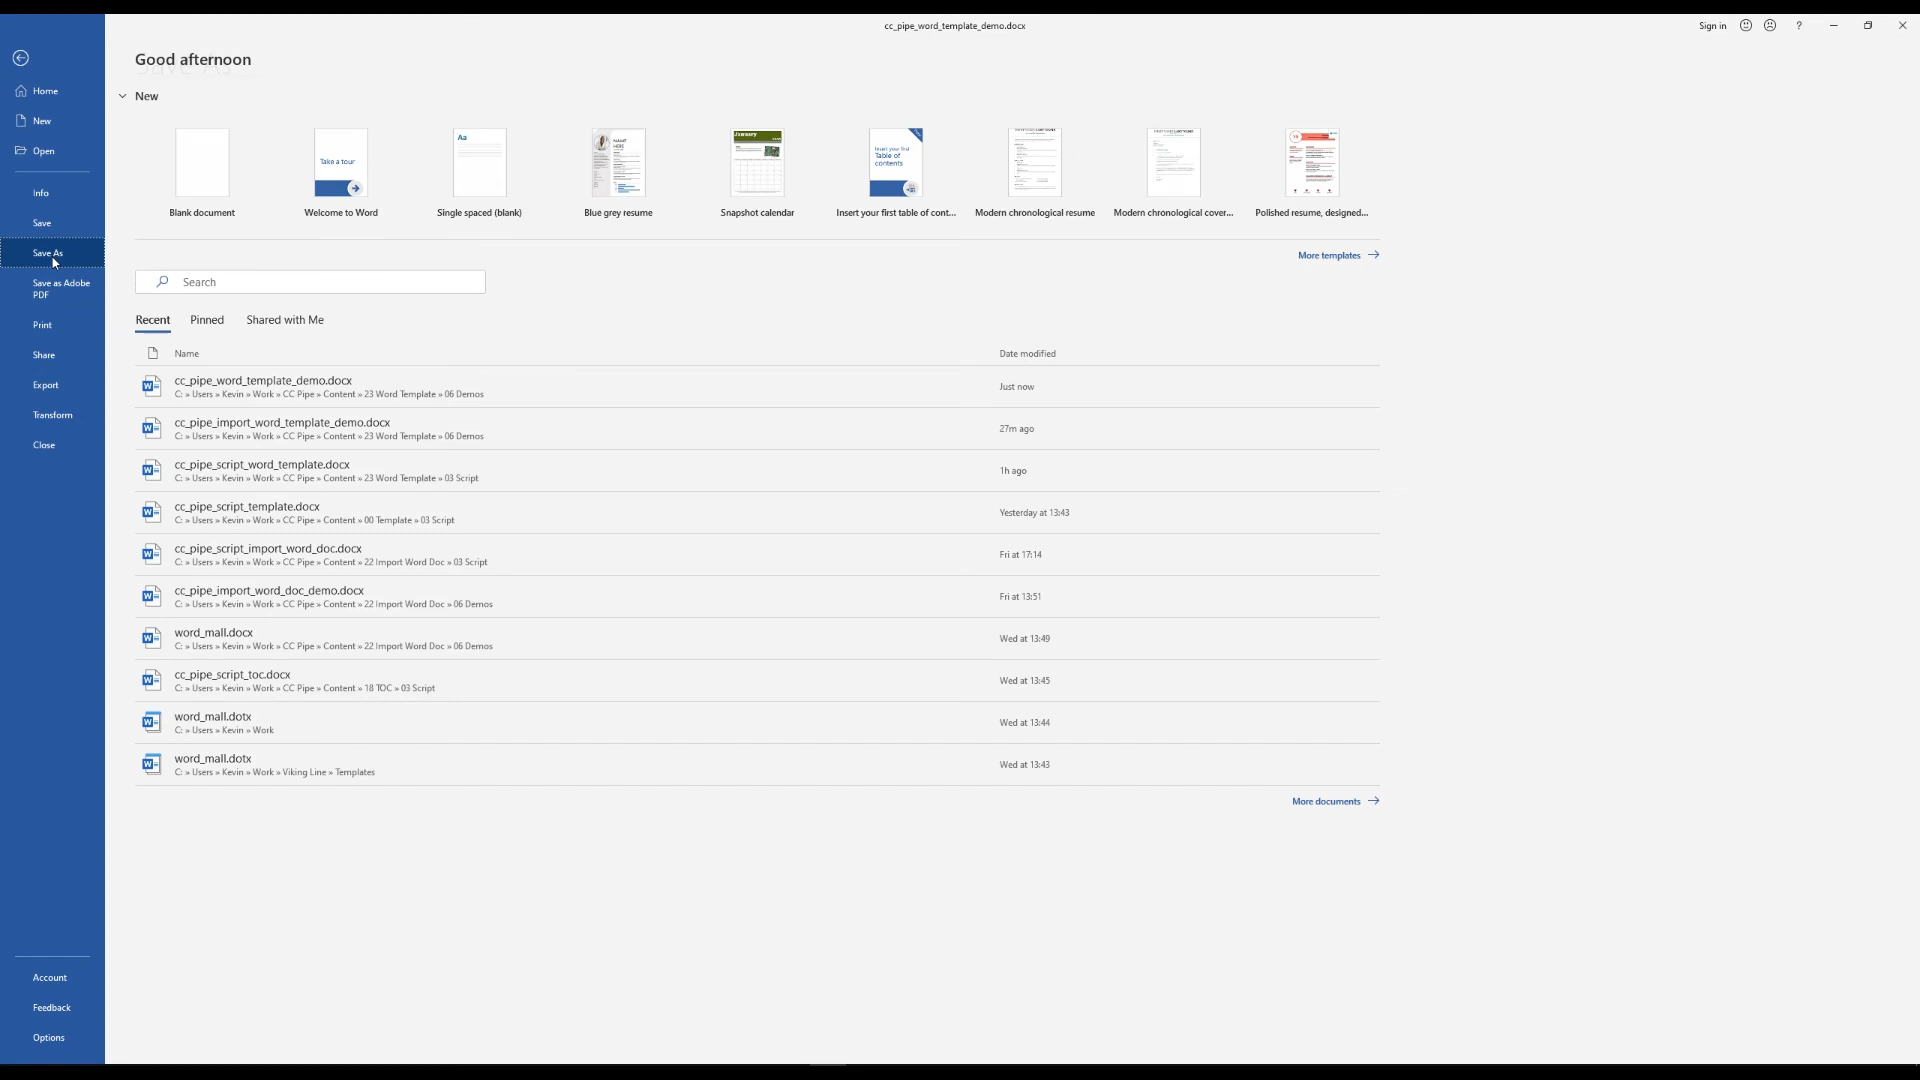 cc_pipe_word_template_demo.docx
Sign in
?
Good afternoon
Home
New
Open
Info
Save
Save As
Save as Adobe
PDF
Print
Share
Export
Transform
Close
Account
Feedback
Options
New
Take a tour
Aa
January
Insert your first
Table of
contents
Blank document
Welcome to Word
Single spaced (blank)
Blue grey resume
Snapshot calendar
Insert your first table of cont...
Modern chronological resume
Modern chronological cover...
Polished resume, designed...
More templates
Search
Recent
Pinned
Shared with Me
Name
Date modified
cc_pipe_word_template_demo.docx
C: » Users » Kevin » Work » CC Pipe » Content » 23 Word Template » 06 Demos
Just now
cc_pipe_import_word_template_demo.docx
C: » Users » Kevin » Work » CC Pipe » Content » 23 Word Template » 06 Demos
27m ago
cc_pipe_script_word_template.docx
C: » Users » Kevin » Work » CC Pipe » Content » 23 Word Template » 03 Script
1h ago
cc_pipe_script_template.docx
C: » Users » Kevin » Work » CC Pipe » Content » 00 Template » 03 Script
Yesterday at 13:43
cc_pipe_script_import_word_doc.docx
C: » Users » Kevin » Work » CC Pipe » Content » 22 Import Word Doc » 03 Script
Fri at 17:14
cc_pipe_import_word_doc_demo.docx
C: » Users » Kevin » Work » CC Pipe » Content » 22 Import Word Doc » 06 Demos
Fri at 13:51
word_mall.docx
C: » Users » Kevin » Work » CC Pipe » Content » 22 Import Word Doc » 06 Demos
Wed at 13:49
cc_pipe_script_toc.docx
C: » Users » Kevin » Work » CC Pipe » Content » 18 TOC » 03 Script
Wed at 13:45
word_mall.dotx
C: » Users » Kevin » Work
Wed at 13:44
word_mall.dotx
C: » Users » Kevin » Work » Viking Line » Templates
Wed at 13:43
More documents